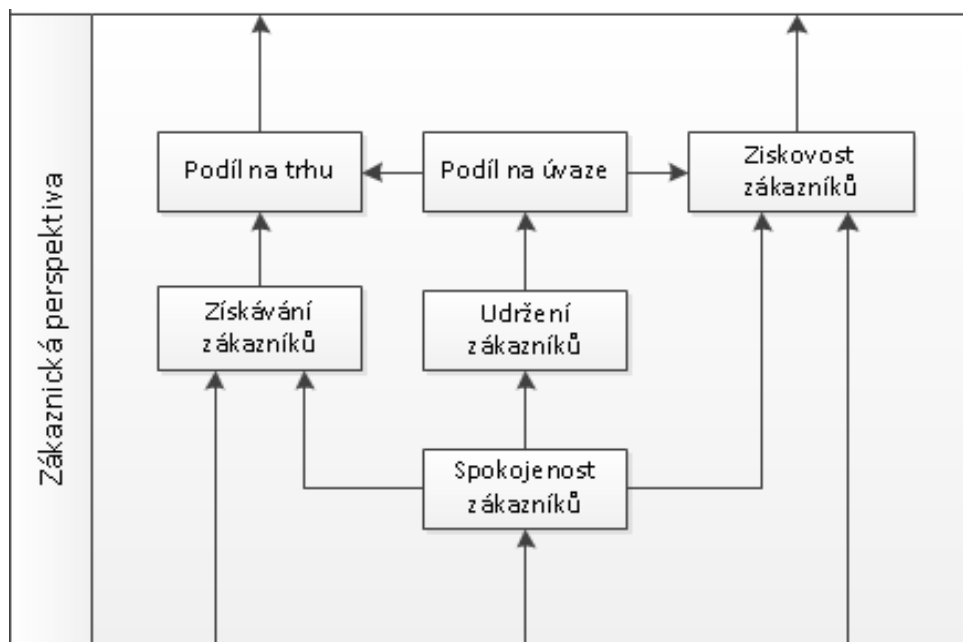 Zákaznická perspektiva
Podíl na trhu
Podíl na úvaze
Ziskovost
zákazníků
Získávání
zákazníků
Udržení
zákazníků
Spokojenost
zákazníků